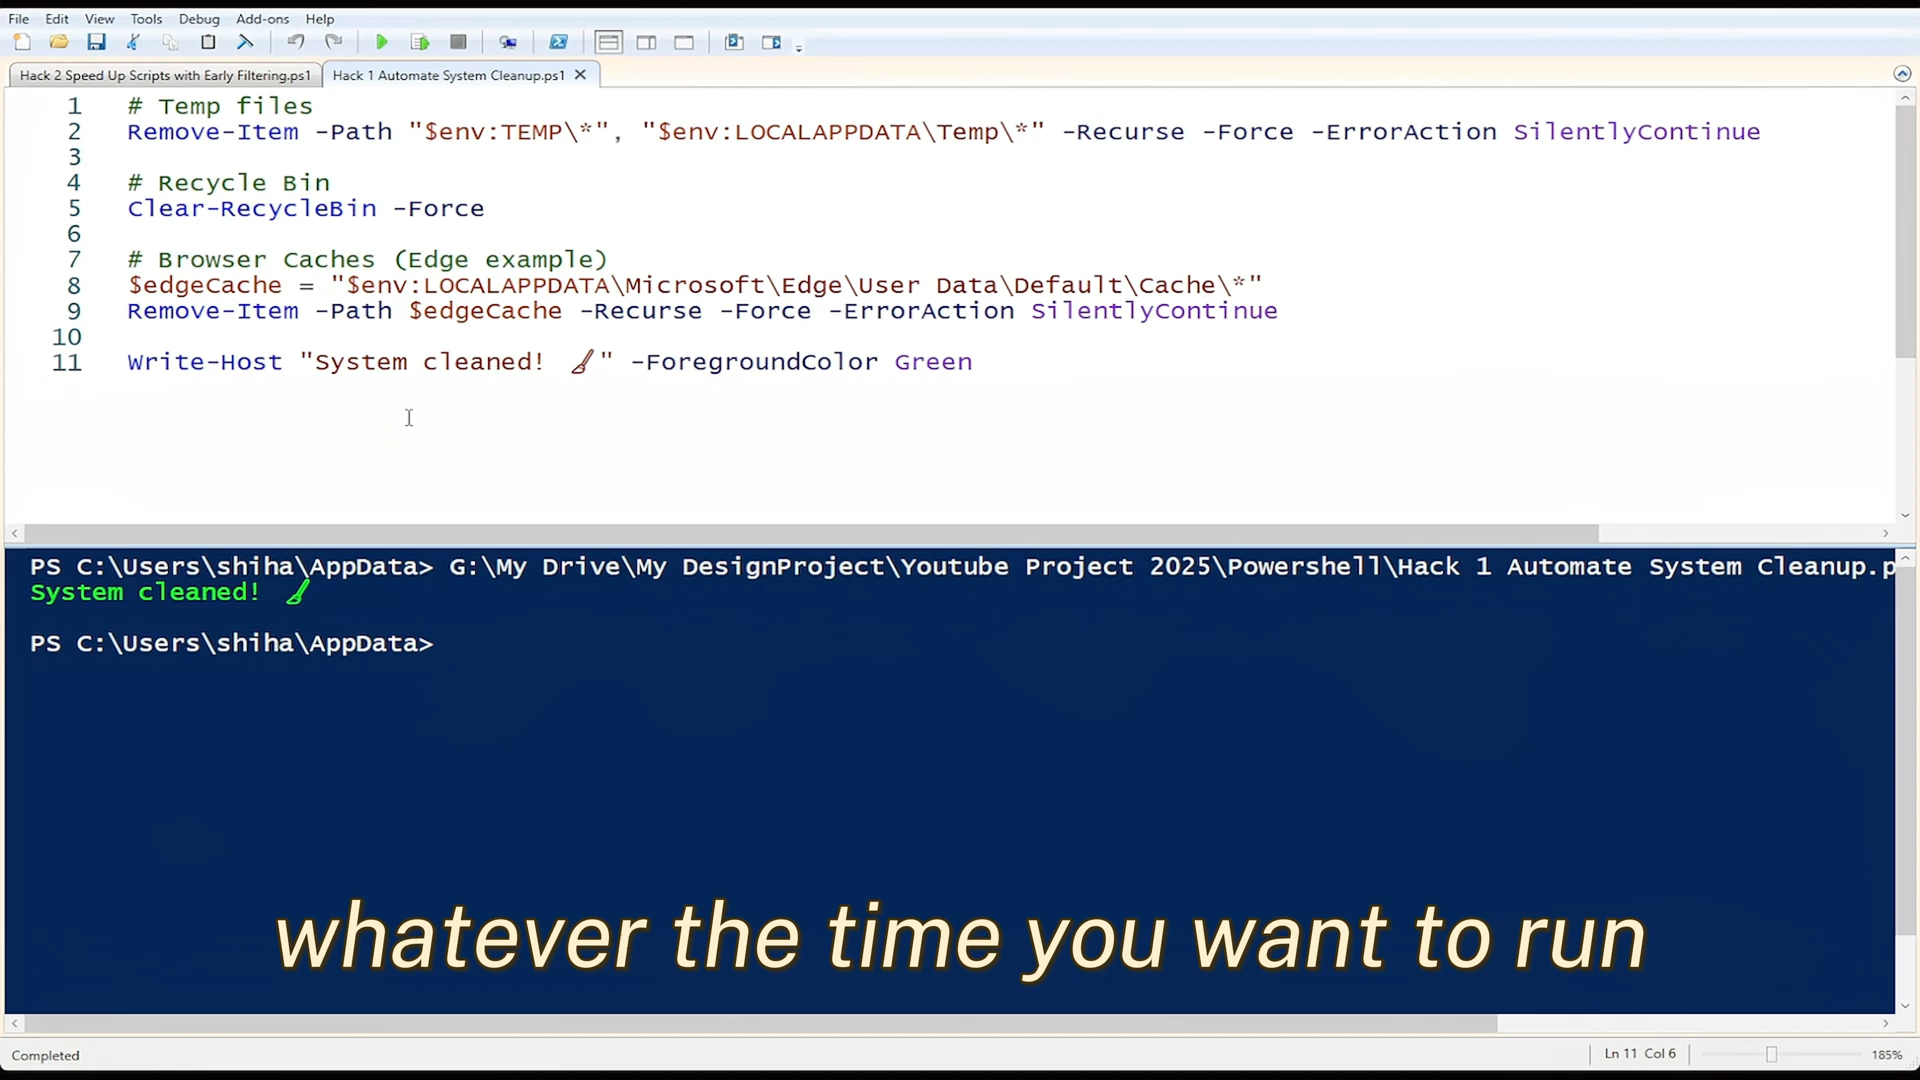 File Edit View Tools Debug Add-ons Help
Hack 2 Speed Up Scripts with Early Filtering.ps1 Hack 1 Automate System Cleanup.ps1
1 # Temp files
2 Remove-Item -Path "$env:TEMP\*", "$env:LOCALAPPDATA\Temp\*" -Recurse -Force -ErrorAction SilentlyContinue
3
4 # Recycle Bin
5 Clear-RecycleBin -Force
6
7 # Browser Caches (Edge example)
8 $edgeCache = "$env:LOCALAPPDATA\Microsoft\Edge\User Data\Default\Cache\*"
9 Remove-Item -Path $edgeCache -Recurse -Force -ErrorAction SilentlyContinue
10
11 Write-Host "System cleaned! 🧹" -ForegroundColor Green
PS C:\Users\shiha\AppData> G:\My Drive\My DesignProject\Youtube Project 2025\Powershell\Hack 1 Automate System Cleanup.p
System cleaned! 🧹
PS C:\Users\shiha\AppData>
whatever the time you want to run
Completed Ln 11 Col 6 185%